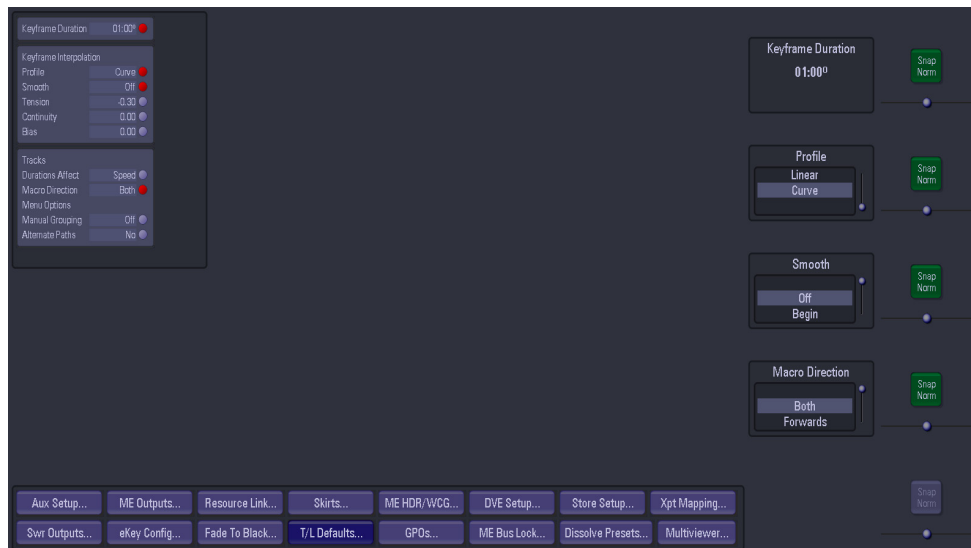 Keyframe Duration 01:00⁰
Keyframe Interpolation
Profile Curve
Smooth Off
Tension -0.30
Continuity 0.00
Bias 0.00
Tracks
Durations Affect Speed
Macro Direction Both
Menu Options
Manual Grouping Off
Alternate Paths No
Keyframe Duration
01:00⁰
Snap
Norm
Profile
Linear
Curve
Snap
Norm
Smooth
Off
Begin
Snap
Norm
Macro Direction
Both
Forwards
Snap
Norm
Snap
Norm
Aux Setup... ME Outputs... Resource Link... Skirts... ME HDR/WCG... DVE Setup... Store Setup... Xpt Mapping...
Swr Outputs... eKey Config... Fade To Black... T/L Defaults... GPOs... ME Bus Lock... Dissolve Presets... Multiviewer...